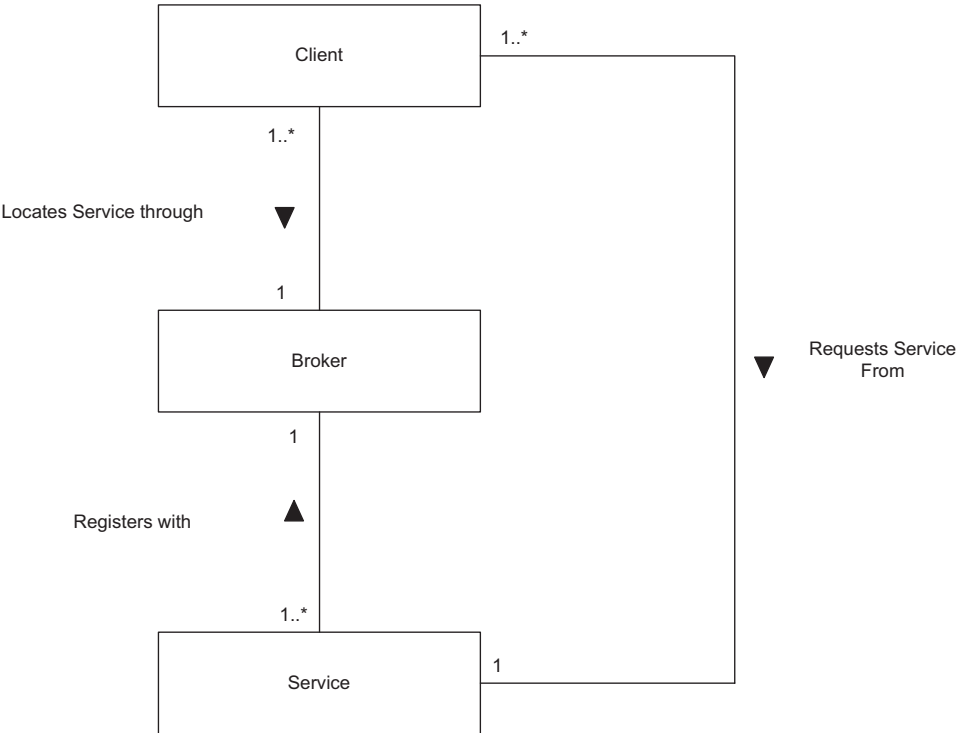 Client
1..*
1..*
Locates Service through
1
Broker
Requests Service
From
1
Registers with
1..*
Service
1